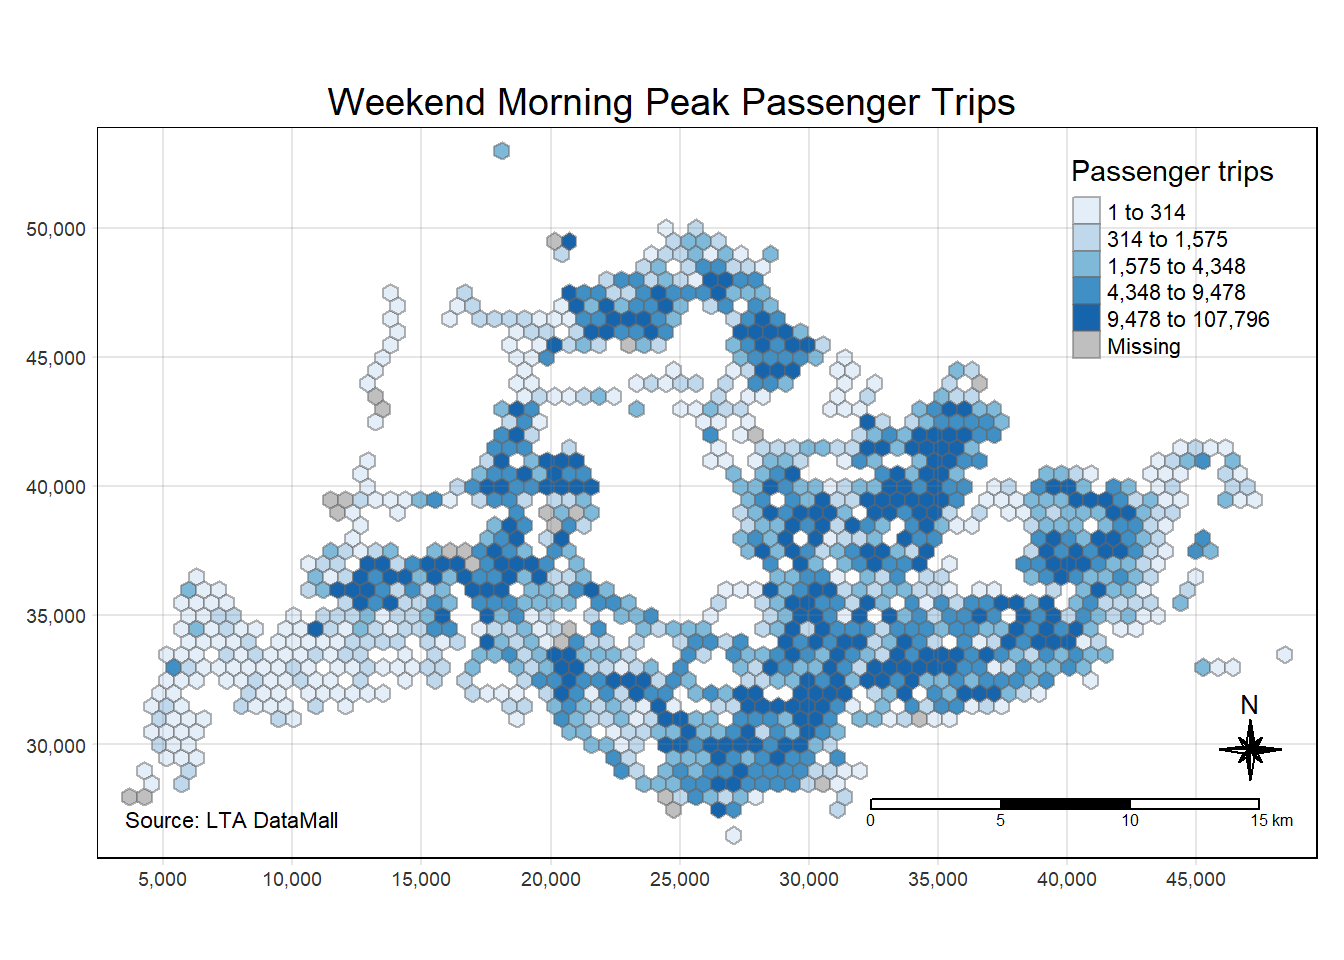 Weekend Morning Peak Passenger Trips
Passenger trips
1 to 314
314 to 1,575
1,575 to 4,348
4,348 to 9,478
9,478 to 107,796
Missing
50,000
45,000
40,000
35,000
30,000
N
Source: LTA DataMall
0 5 10 15 km
5,000 10,000 15,000 20,000 25,000 30,000 35,000 40,000 45,000